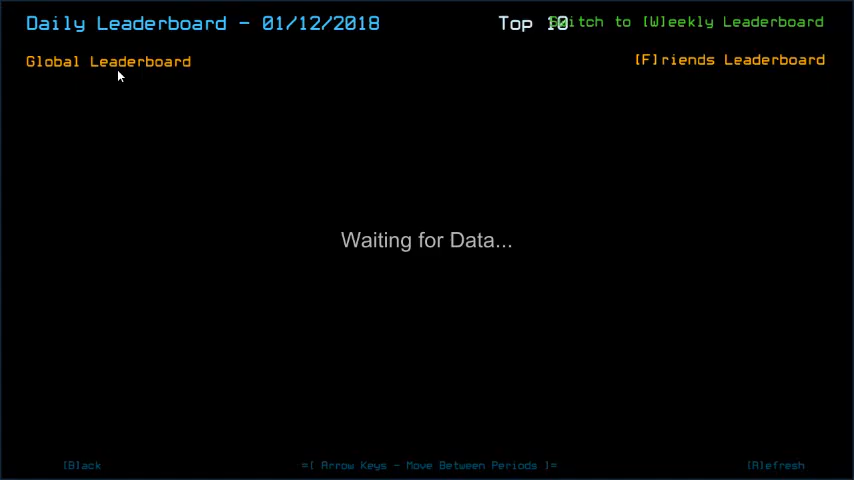 Daily Leaderboard - 01/12/2018
Top 10
Switch to [W]eekly Leaderboard
Global Leaderboard
[F]riends Leaderboard
Waiting for Data...
[B]ack
=[ Arrow Keys - Move Between Periods ]=
[R]efresh